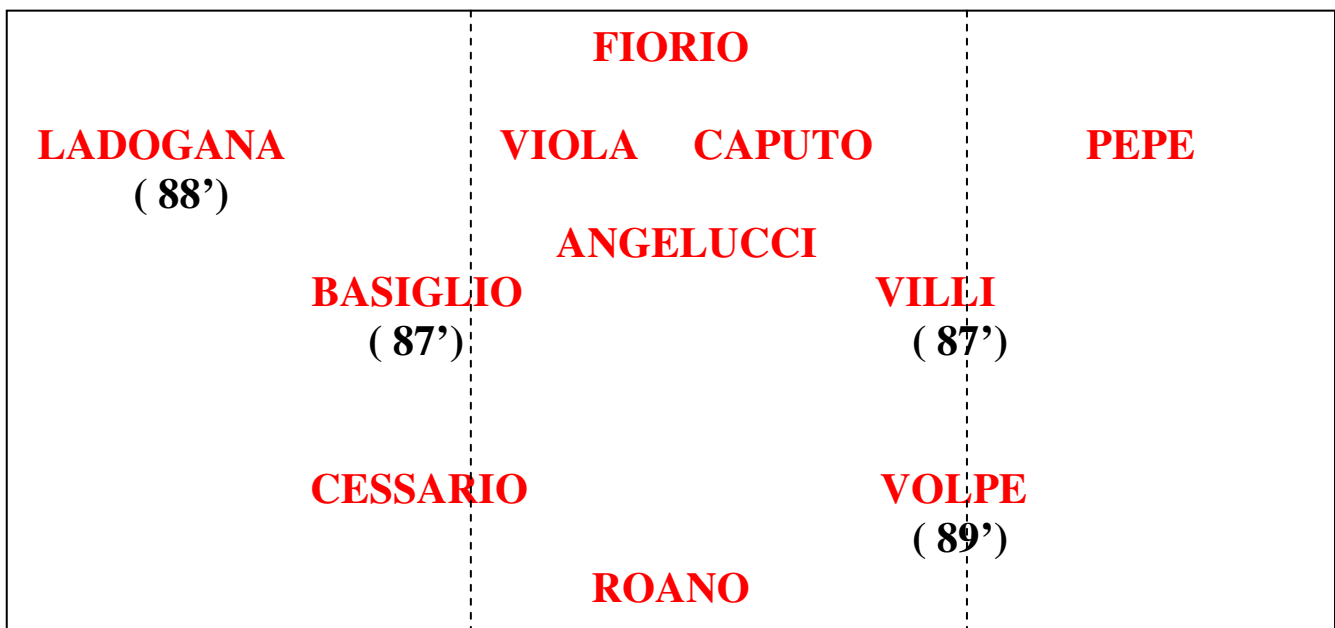 FIORIO
LADOGANA VIOLA CAPUTO PEPE
( 88’)
ANGELUCCI
BASIGLIO VILLI
( 87’) ( 87’)
CESSARIO VOLPE
( 89’)
ROANO